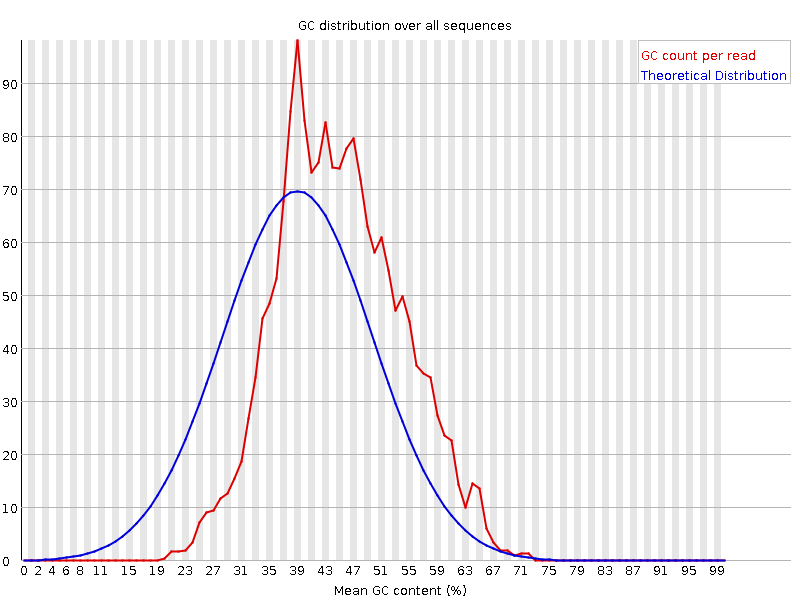 GC distribution over all sequences
GC count per read
Theoretical Distribution
90
80
70
60
50
40
30
20
10
0
0 2 4 6 8 11 15 19 23 27 31 35 39 43 47 51 55 59 63 67 71 75 79 83 87 91 95 99
Mean GC content (%)